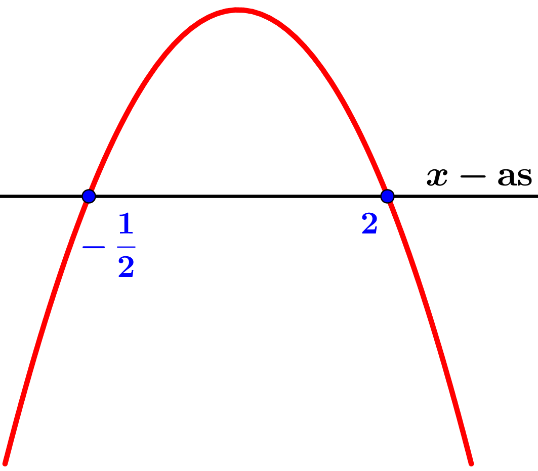 x − as
− 1/2
2